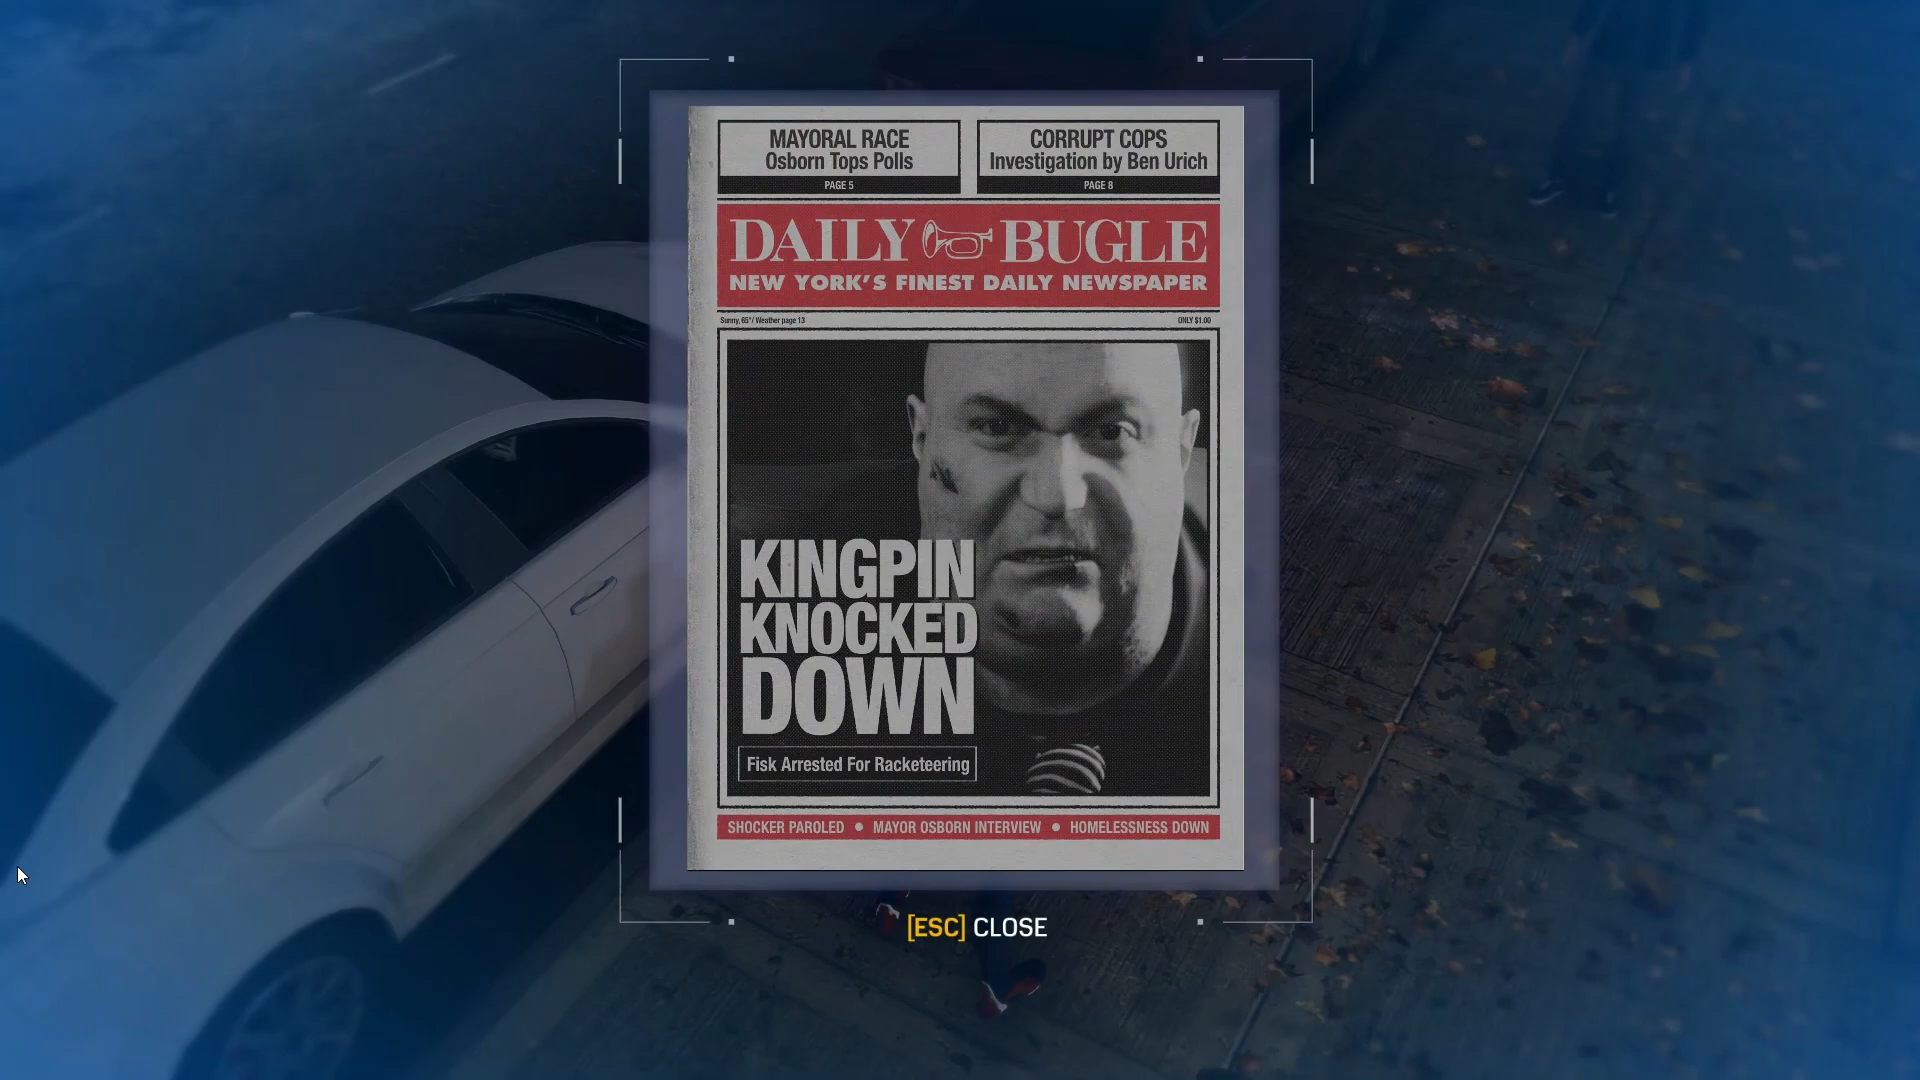 MAYORAL RACE
Osborn Tops Polls
PAGE 5
CORRUPT COPS
Investigation by Ben Urich
PAGE 8
DAILY BUGLE
NEW YORK'S FINEST DAILY NEWSPAPER
Sunny, 65°/ Weather page 13
ONLY $1.00
KINGPIN
KNOCKED
DOWN
Fisk Arrested For Racketeering
SHOCKER PAROLED • MAYOR OSBORN INTERVIEW • HOMELESSNESS DOWN
[ESC] CLOSE